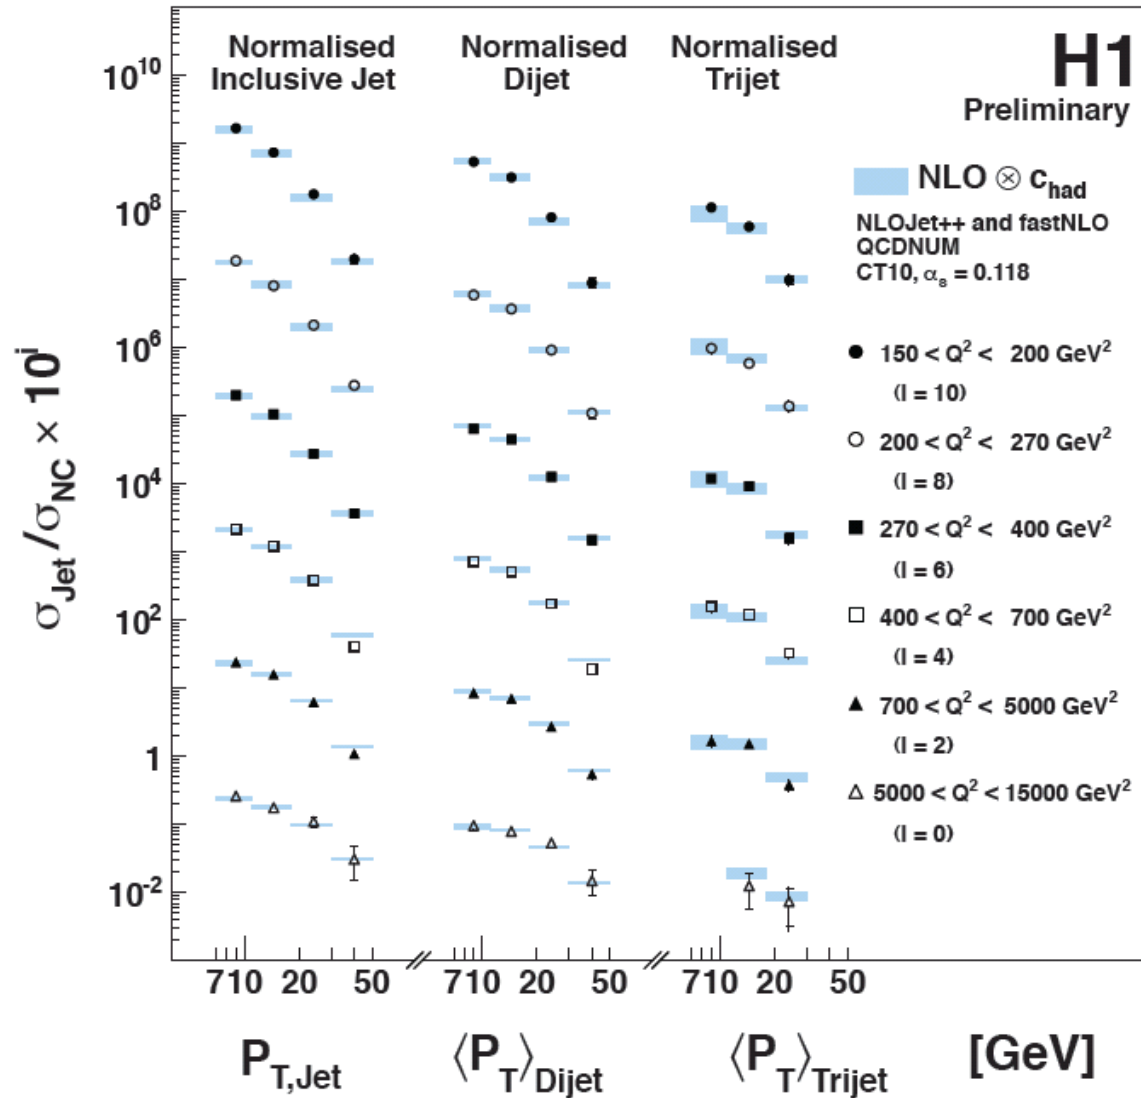 Normalised Inclusive Jet
Normalised Dijet
Normalised Trijet
H1
Preliminary
NLO ⊗ c_had
NLOJet++ and fastNLO
QCDNUM
CT10, α_s = 0.118
150 < Q² < 200 GeV²
(i = 10)
200 < Q² < 270 GeV²
(i = 8)
270 < Q² < 400 GeV²
(i = 6)
400 < Q² < 700 GeV²
(i = 4)
700 < Q² < 5000 GeV²
(i = 2)
5000 < Q² < 15000 GeV²
(i = 0)
σ_Jet / σ_NC × 10^i
10^10
10^8
10^6
10^4
10^2
1
10^-2
7 10 20 50
7 10 20 50
7 10 20 50
P_T,Jet
⟨P_T⟩_Dijet
⟨P_T⟩_Trijet
[GeV]